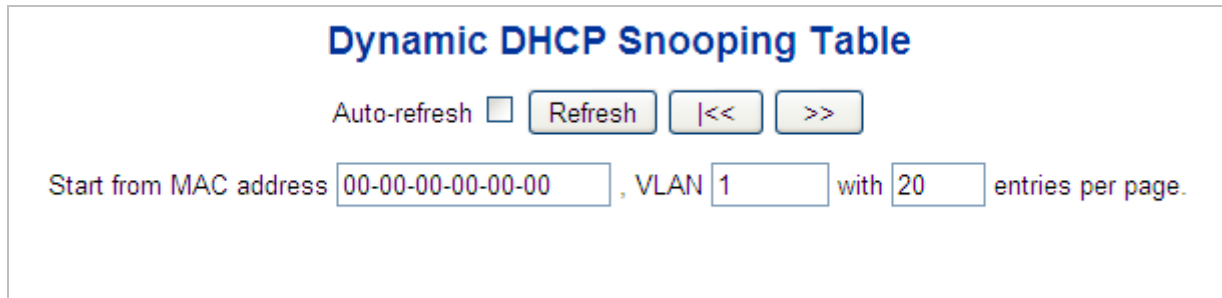 Dynamic DHCP Snooping Table
Auto-refresh Refresh |<< >>
Start from MAC address 00-00-00-00-00-00 , VLAN 1 with 20 entries per page.